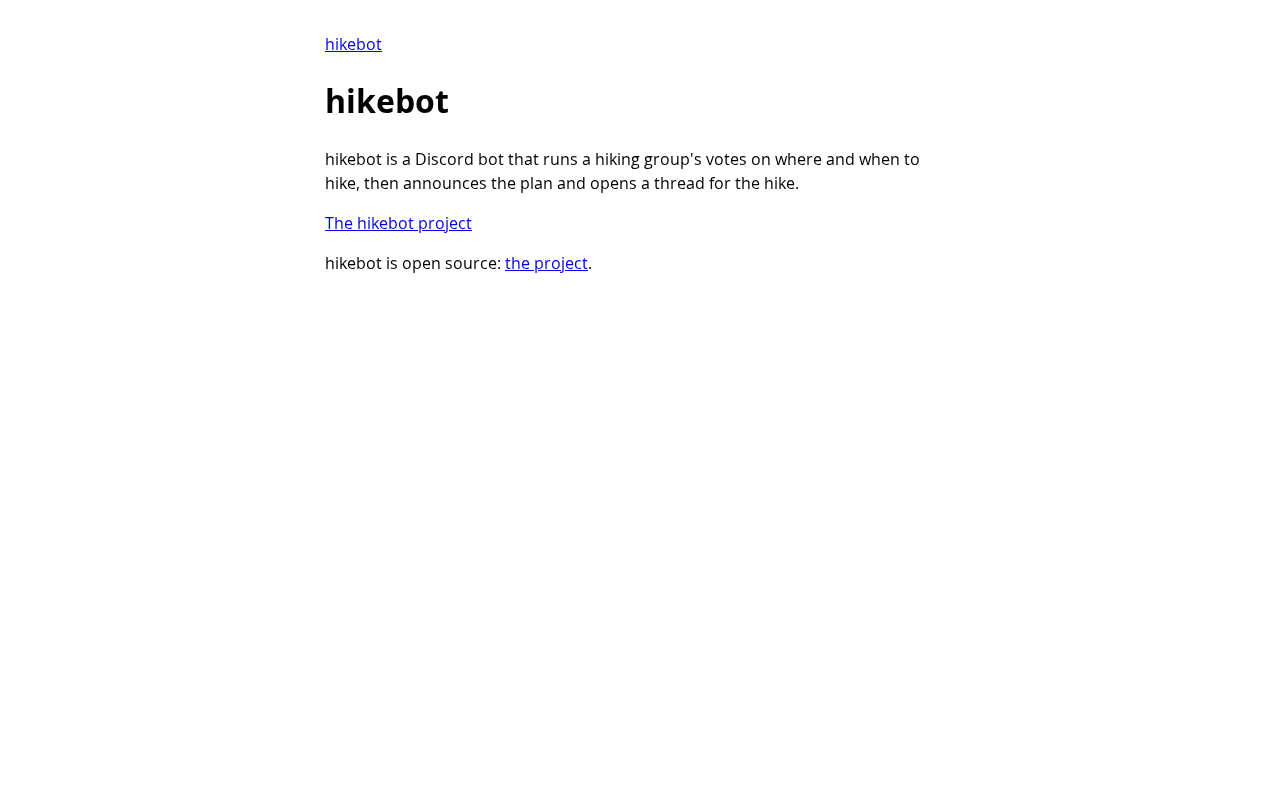 hikebot
hikebot
hikebot is a Discord bot that runs a hiking group's votes on where and when to
hike, then announces the plan and opens a thread for the hike.
The hikebot project
hikebot is open source: the project.